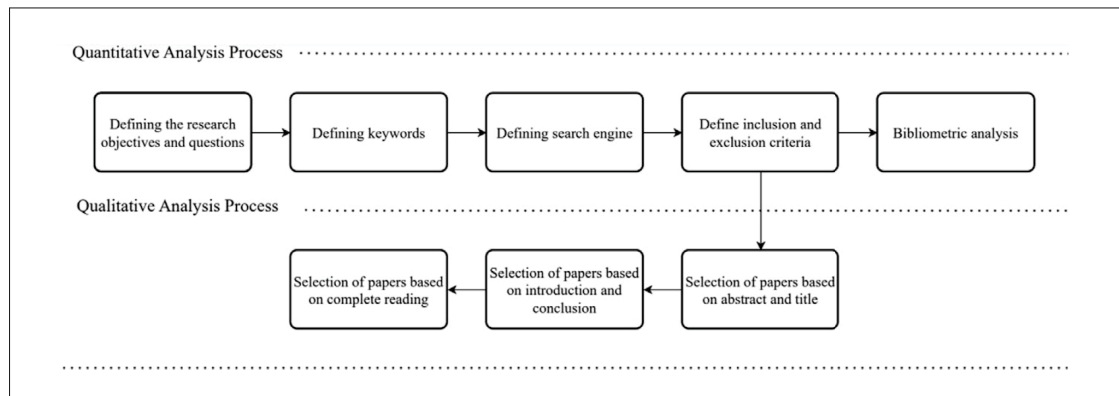 Quantitative Analysis Process
Defining the research
objectives and questions
Defining keywords
Defining search engine
Define inclusion and
exclusion criteria
Bibliometric analysis
Qualitative Analysis Process
Selection of papers based
on complete reading
Selection of papers based
on introduction and
conclusion
Selection of papers based
on abstract and title